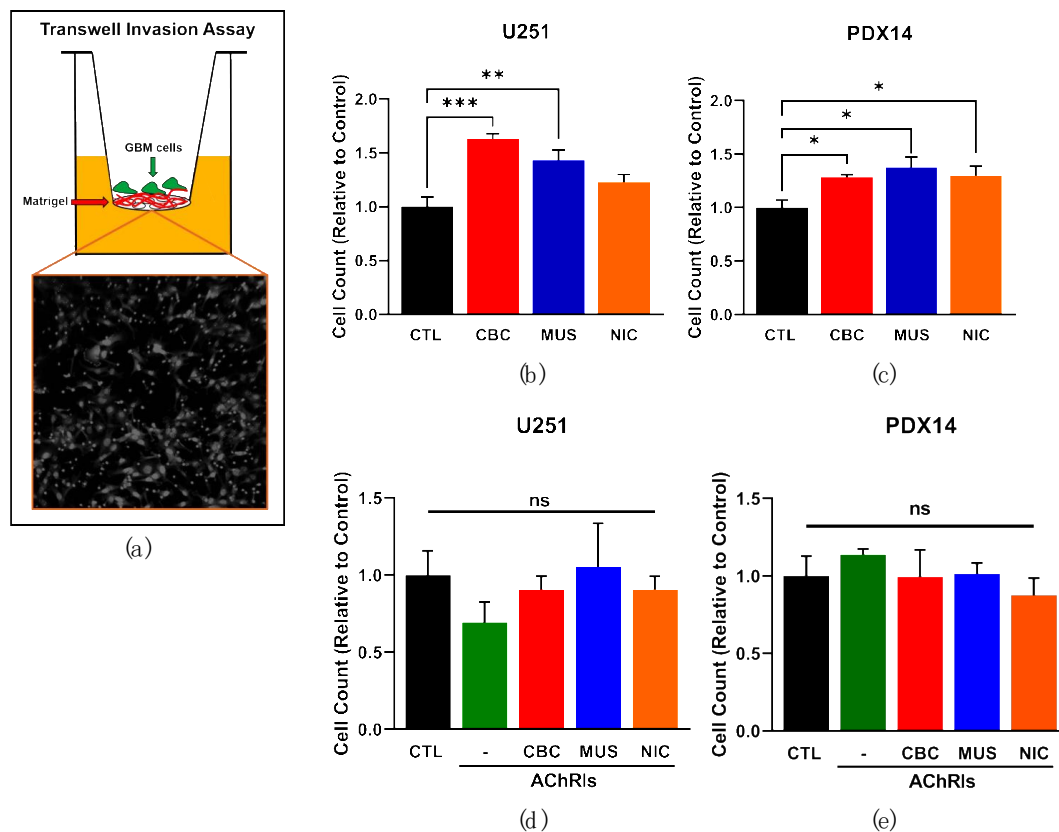 Transwell Invasion Assay
GBM cells
Matrigel
(a)
U251
Cell Count (Relative to Control)
2.0
1.5
1.0
0.5
0.0
***
**
CTL CBC MUS NIC
(b)
PDX14
Cell Count (Relative to Control)
2.0
1.5
1.0
0.5
0.0
*
*
*
CTL CBC MUS NIC
(c)
U251
Cell Count (Relative to Control)
1.5
1.0
0.5
0.0
ns
CTL - CBC MUS NIC
AChRIs
(d)
PDX14
Cell Count (Relative to Control)
1.5
1.0
0.5
0.0
ns
CTL - CBC MUS NIC
AChRIs
(e)